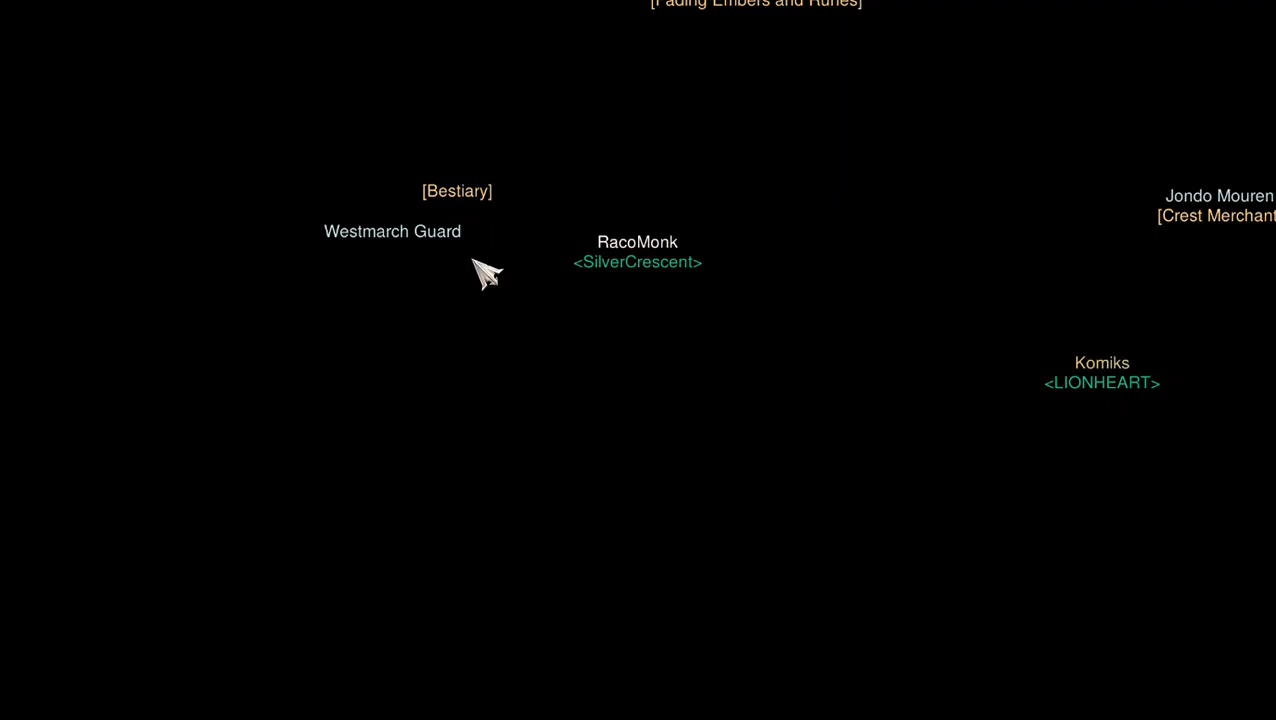 [Fading Embers and Runes]
[Bestiary]
Westmarch Guard
RacoMonk
<SilverCrescent>
Jondo Mouren
[Crest Merchant
Komiks
<LIONHEART>